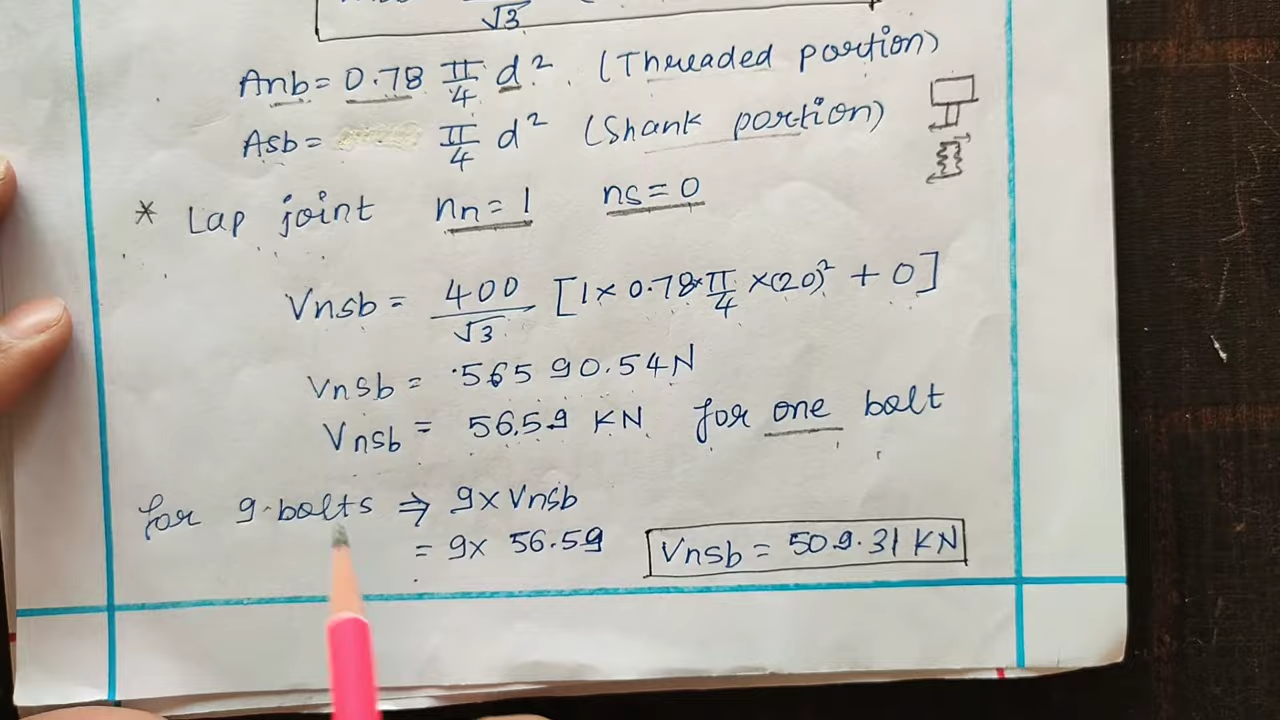 √3
Anb = 0.78 π/4 d² (Threaded portion)
Asb = π/4 d² (Shank portion)
* Lap joint nn = 1 ns = 0
Vnsb = 400/√3 [1 × 0.78 × π/4 × (20)² + 0]
Vnsb = 56590.54 N
Vnsb = 56.59 KN for one bolt
for 9 bolts ⇒ 9 × Vnsb
= 9 × 56.59 Vnsb = 509.31 KN